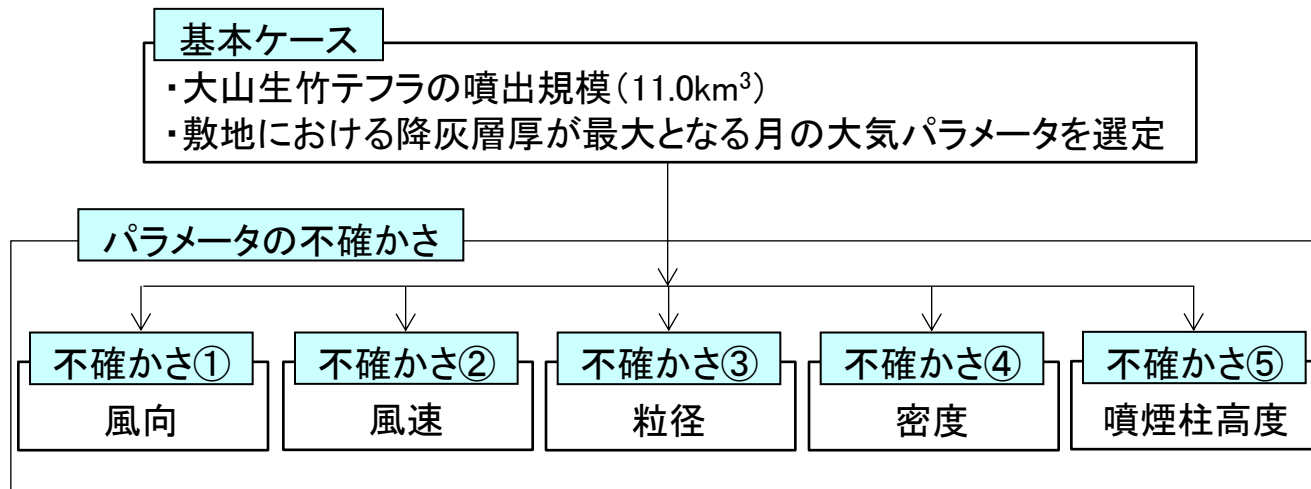 基本ケース
・大山生竹テフラの噴出規模(11.0km³)
・敷地における降灰層厚が最大となる月の大気パラメータを選定
パラメータの不確かさ
不確かさ① 不確かさ② 不確かさ③ 不確かさ④ 不確かさ⑤
風向 風速 粒径 密度 噴煙柱高度